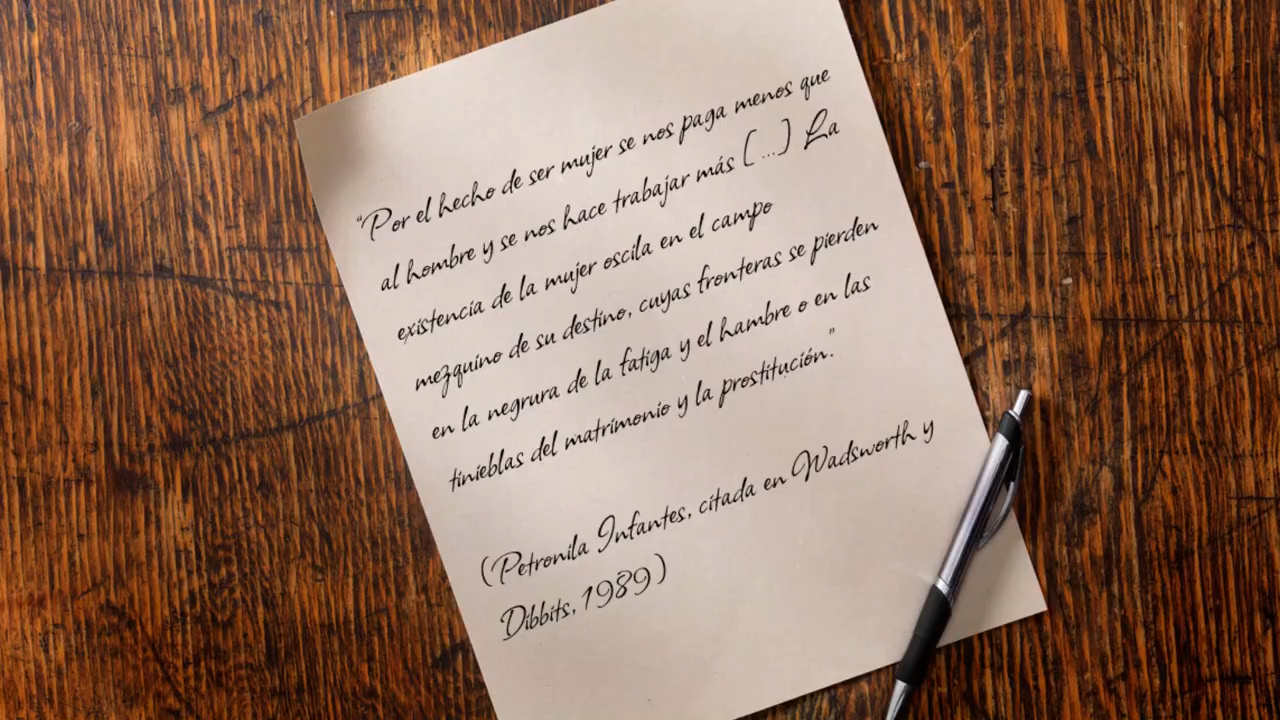 “Por el hecho de ser mujer se nos paga menos que
al hombre y se nos hace trabajar más (...) La
existencia de la mujer oscila en el campo
mezquino de su destino, cuyas fronteras se pierden
en la negrura de la fatiga y el hambre o en las
tinieblas del matrimonio y la prostitución.”
(Petronila Infantes, citada en Wadsworth y
Dibbits, 1989)